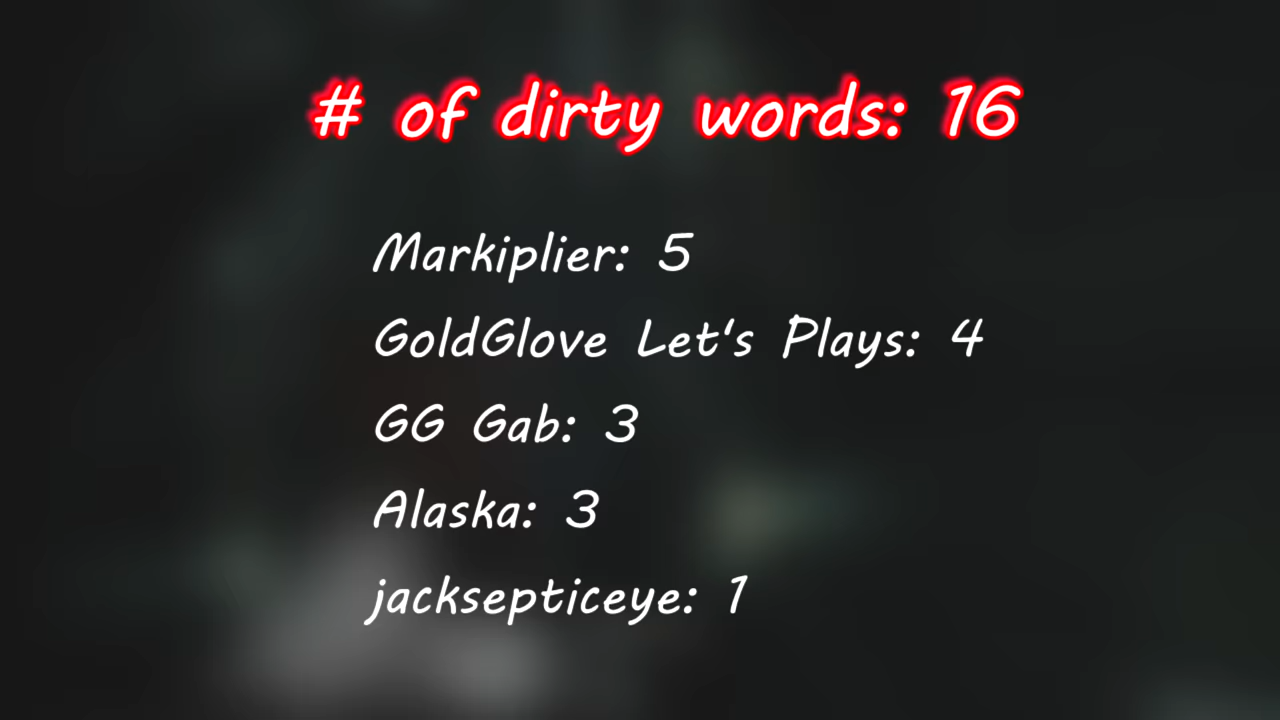 # of dirty words: 16
Markiplier: 5
GoldGlove Let's Plays: 4
GG Gab: 3
Alaska: 3
jacksepticeye: 1